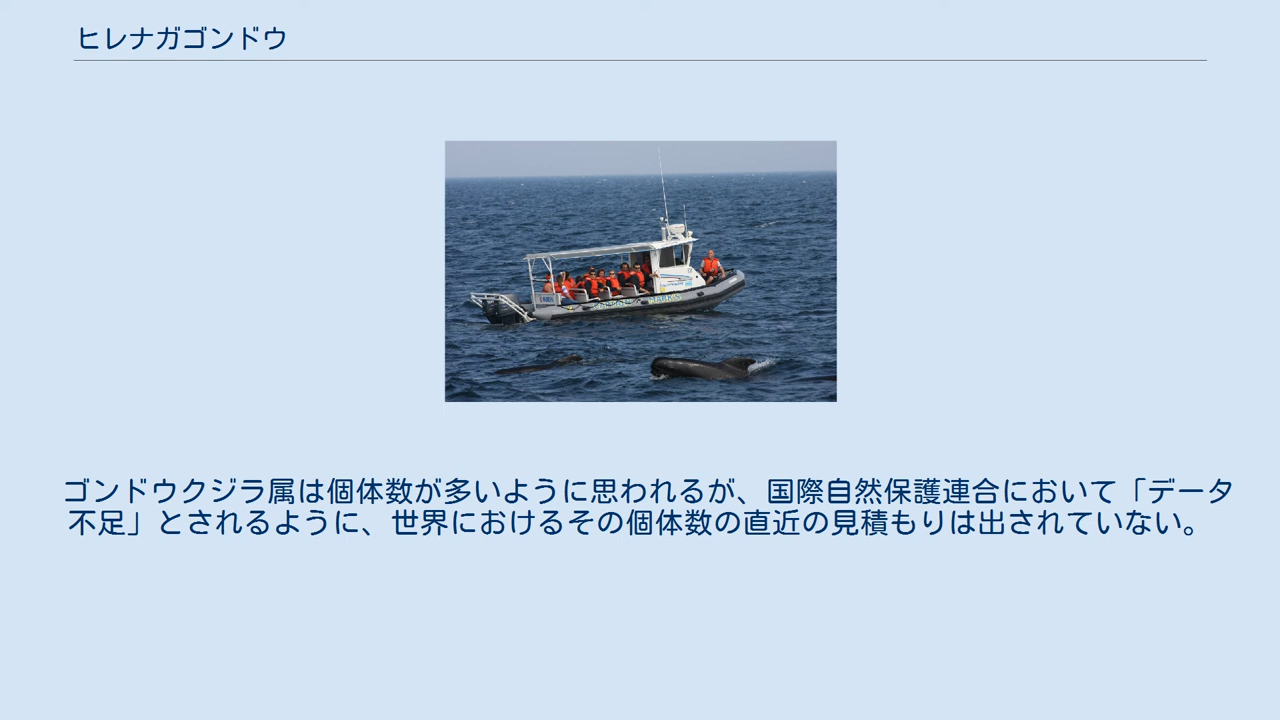 ヒレナガゴンドウ
ゴンドウクジラ属は個体数が多いように思われるが、国際自然保護連合において「データ
不足」とされるように、世界におけるその個体数の直近の見積もりは出されていない。